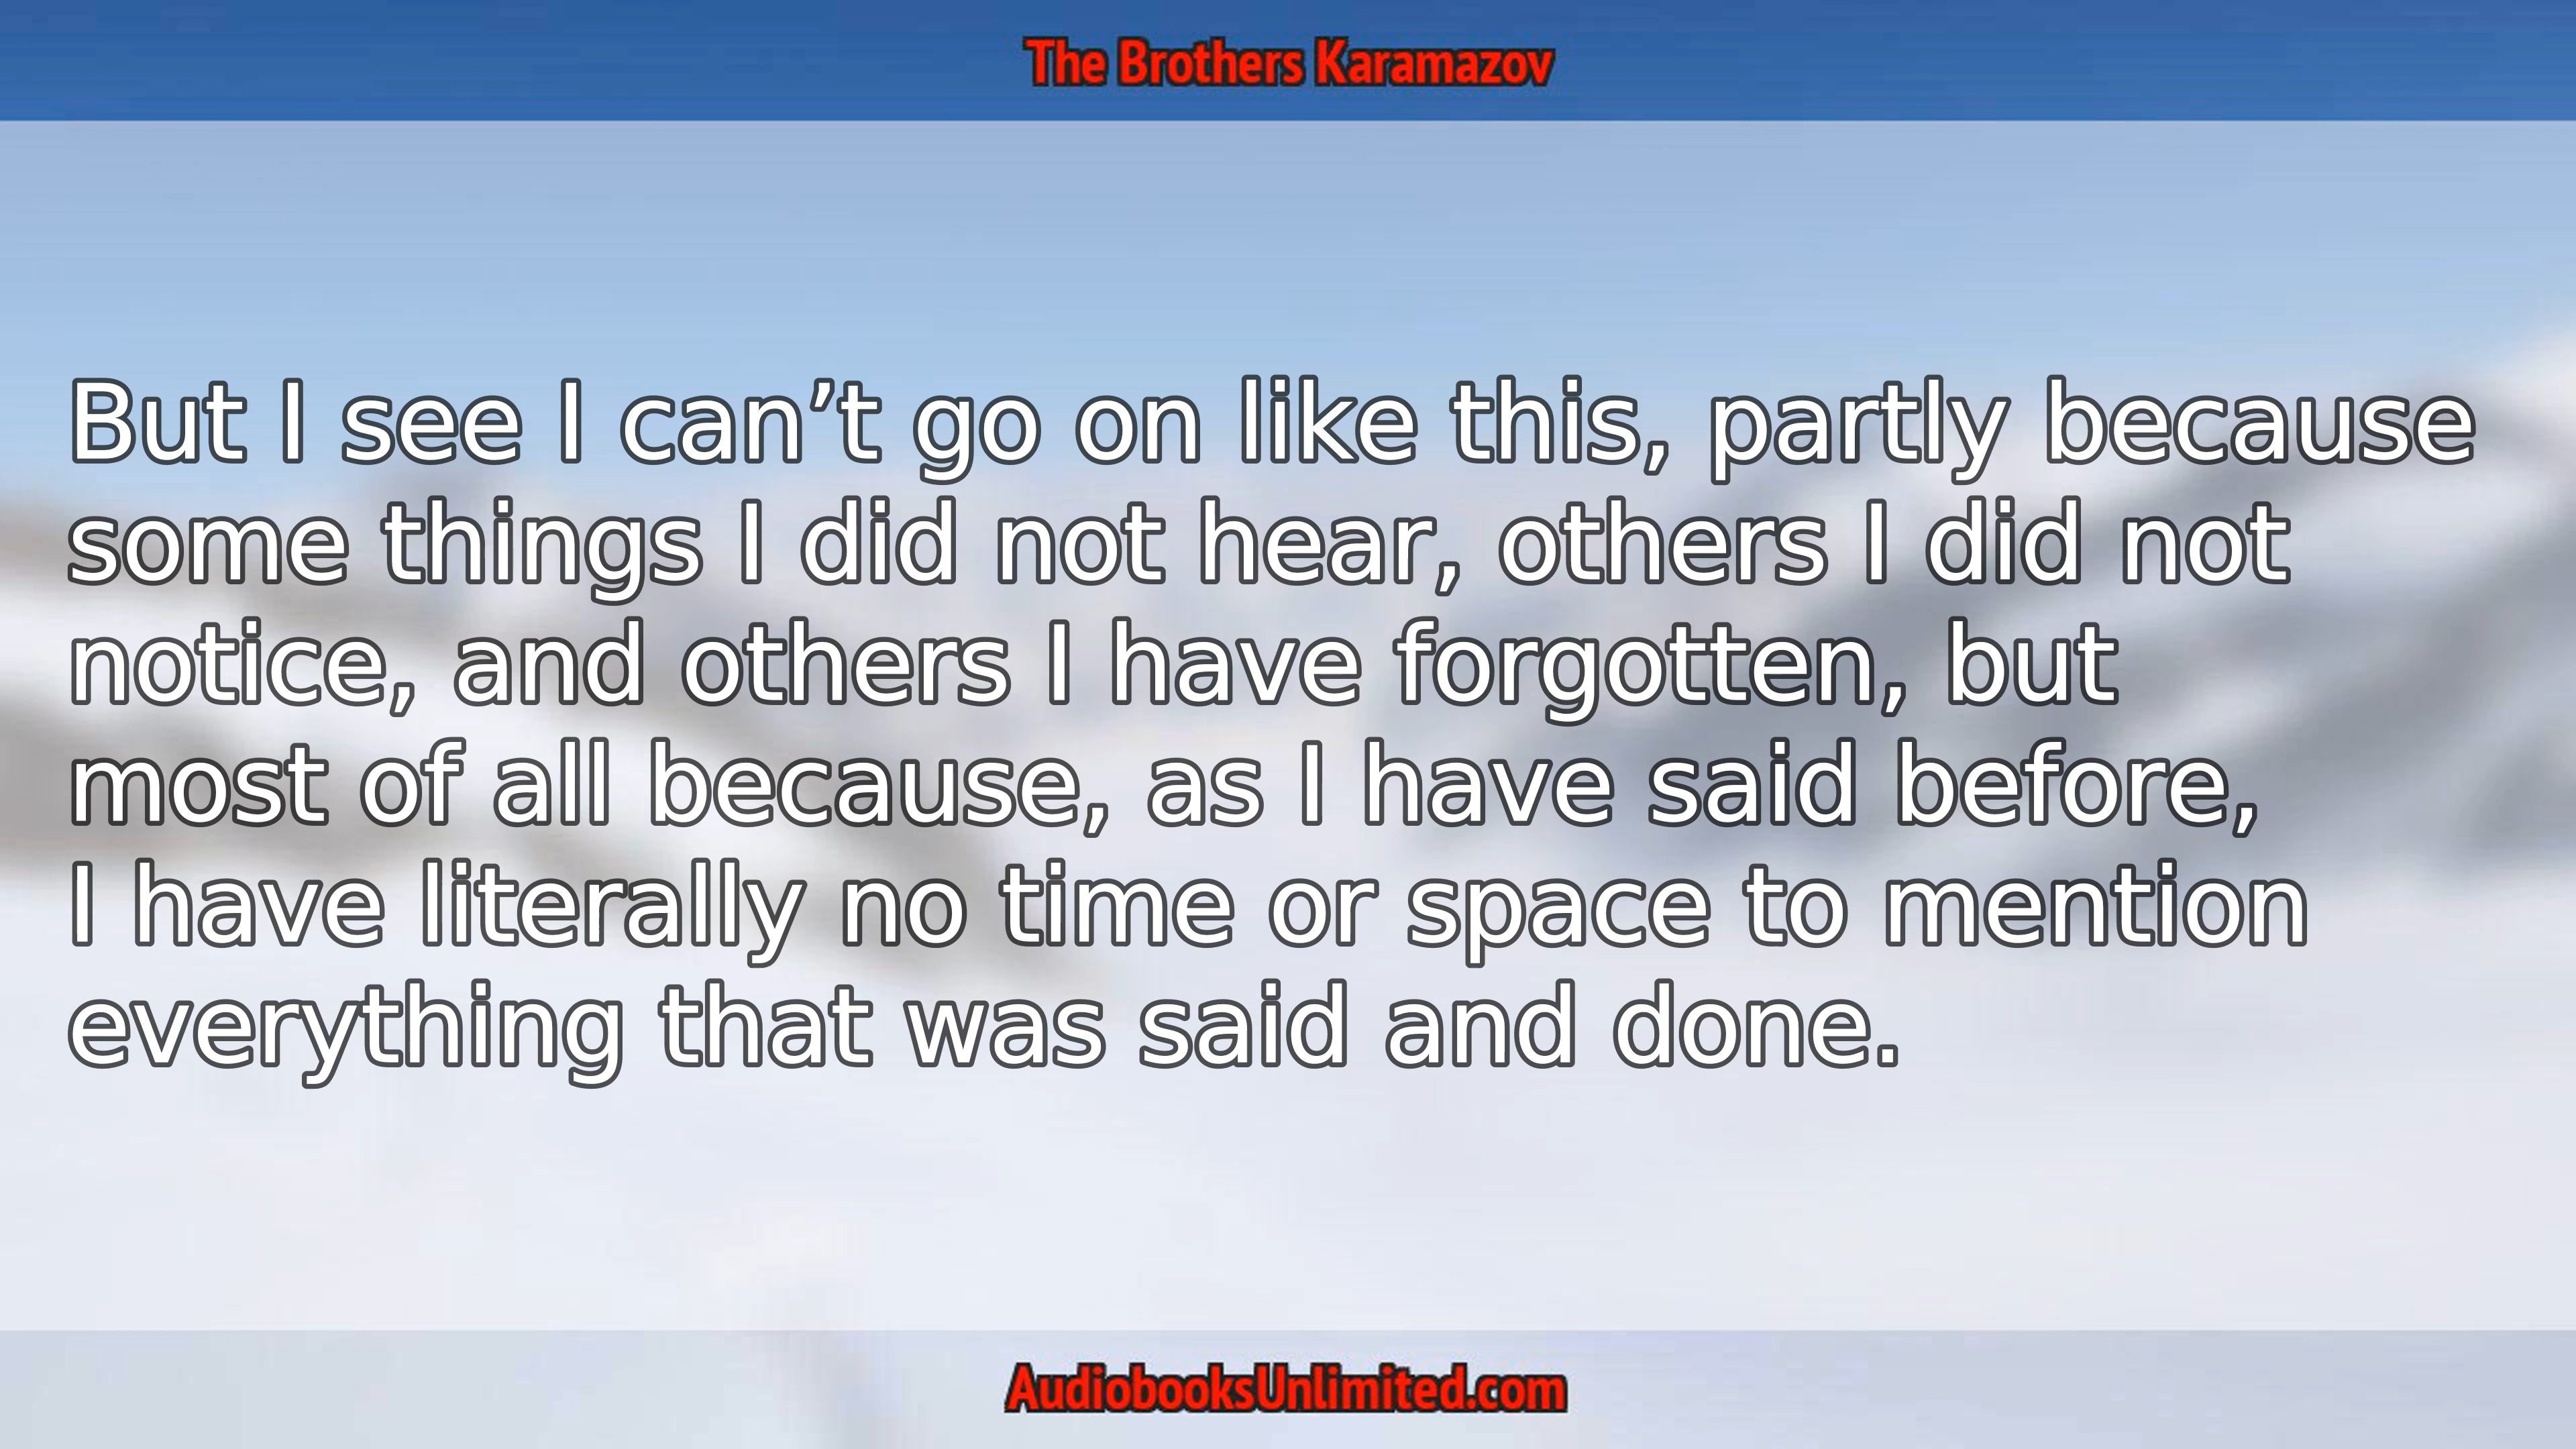 The Brothers Karamazov
But I see I can’t go on like this, partly because
some things I did not hear, others I did not
notice, and others I have forgotten, but
most of all because, as I have said before,
I have literally no time or space to mention
everything that was said and done.
AudiobooksUnlimited.com